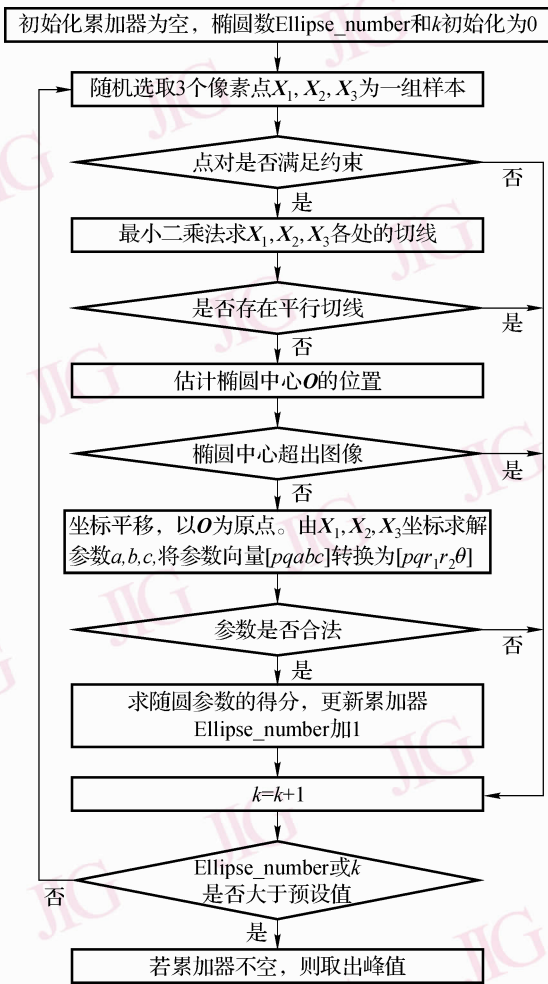 初始化累加器为空，椭圆数Ellipse_number和k初始化为0
随机选取3个像素点X₁, X₂, X₃为一组样本
点对是否满足约束
否
是
最小二乘法求X₁, X₂, X₃各处的切线
是否存在平行切线
是
否
估计椭圆中心O的位置
椭圆中心超出图像
是
否
坐标平移，以O为原点。由X₁, X₂, X₃坐标求解
参数a,b,c,将参数向量[pqabc]转换为[pqr₁r₂θ]
参数是否合法
否
是
求随圆参数的得分，更新累加器
Ellipse_number加1
k=k+1
Ellipse_number或k
是否大于预设值
否
是
若累加器不空，则取出峰值
JIG
JIG
JIG
JIG
JIG
JIG
JIG
JIG
JIG
JIG
JIG